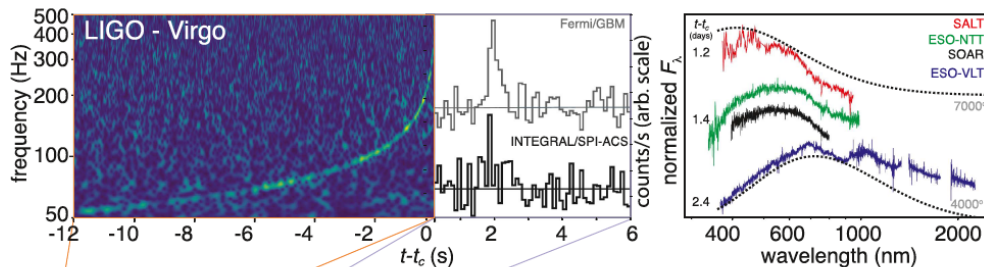 LIGO - Virgo
frequency (Hz)
500
400
300
200
100
50
-12
-10
-8
-6
-4
-2
0
2
4
6
t-tc (s)
Fermi/GBM
INTEGRAL/SPI-ACS
counts/s (arb. scale)
normalized Fλ
t-tc
(days)
1.2
1.4
2.4
SALT
ESO-NTT
SOAR
ESO-VLT
7000°
4000°
400
600
1000
2000
wavelength (nm)